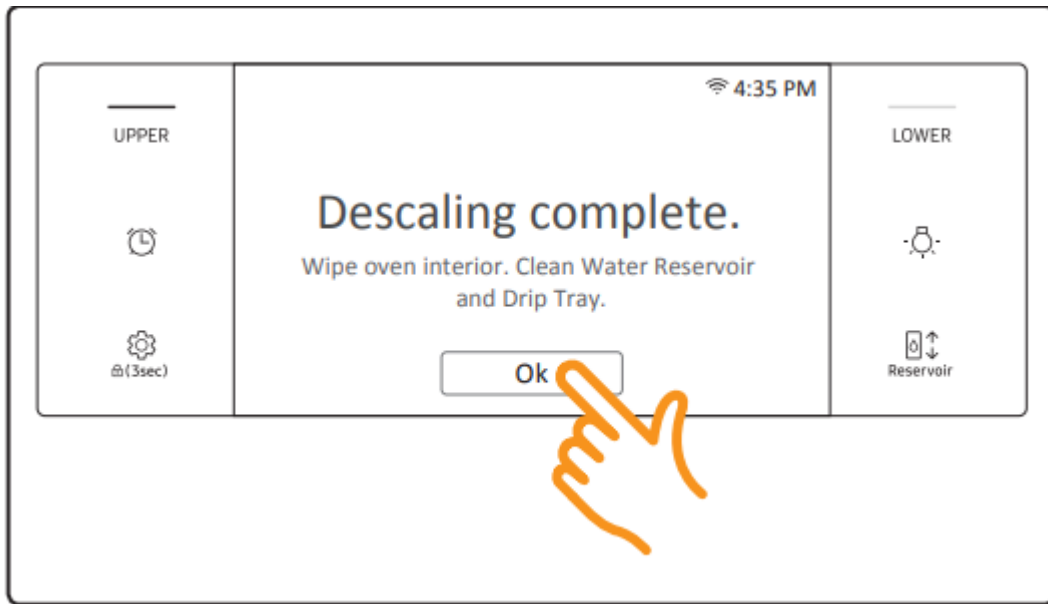 4:35 PM
UPPER
LOWER
Descaling complete.
Wipe oven interior. Clean Water Reservoir
and Drip Tray.
(3sec)
Ok
Reservoir